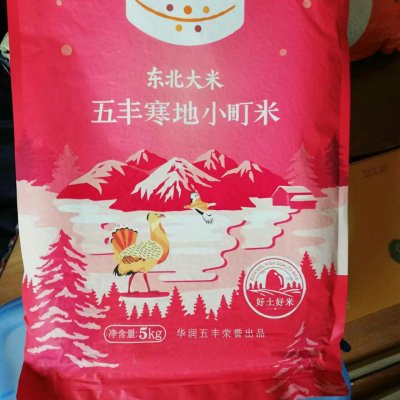 东北大米
五丰寒地小町米
好土好米
净含量:5kg
华润五丰荣誉出品